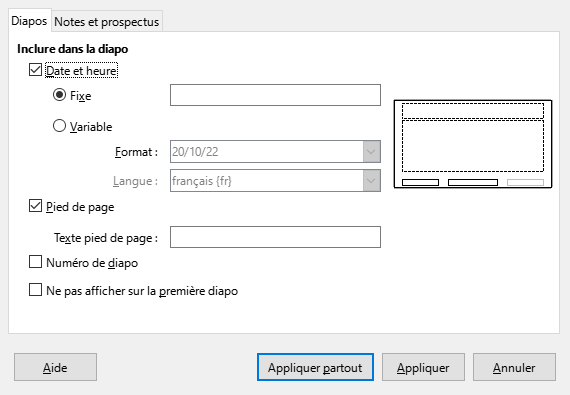 Diapos Notes et prospectus
Inclure dans la diapo
Date et heure
Fixe
Variable
Format : 20/10/22
Langue : français {fr}
Pied de page
Texte pied de page :
Numéro de diapo
Ne pas afficher sur la première diapo
Aide Appliquer partout Appliquer Annuler